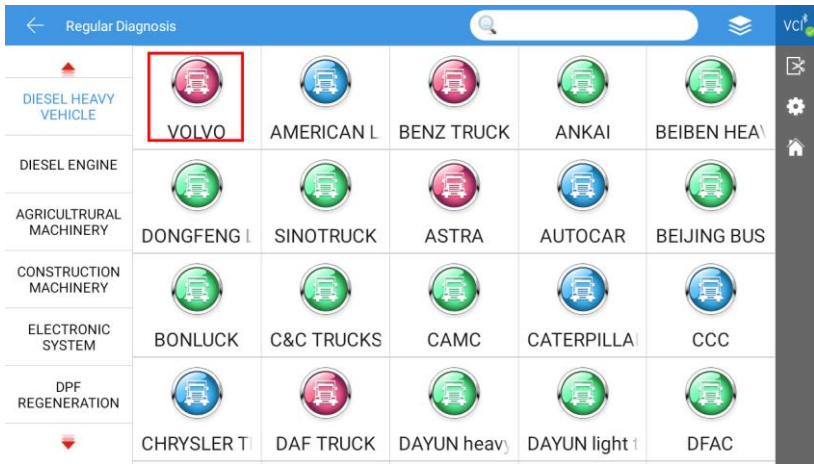 Regular Diagnosis
VCI
DIESEL HEAVY
VEHICLE
DIESEL ENGINE
AGRICULTRURAL
MACHINERY
CONSTRUCTION
MACHINERY
ELECTRONIC
SYSTEM
DPF
REGENERATION
VOLVO
AMERICAN L
BENZ TRUCK
ANKAI
BEIBEN HEA
DONGFENG L
SINOTRUCK
ASTRA
AUTOCAR
BEIJING BUS
BONLUCK
C&C TRUCKS
CAMC
CATERPILLA
CCC
CHRYSLER T
DAF TRUCK
DAYUN heavy
DAYUN light t
DFAC